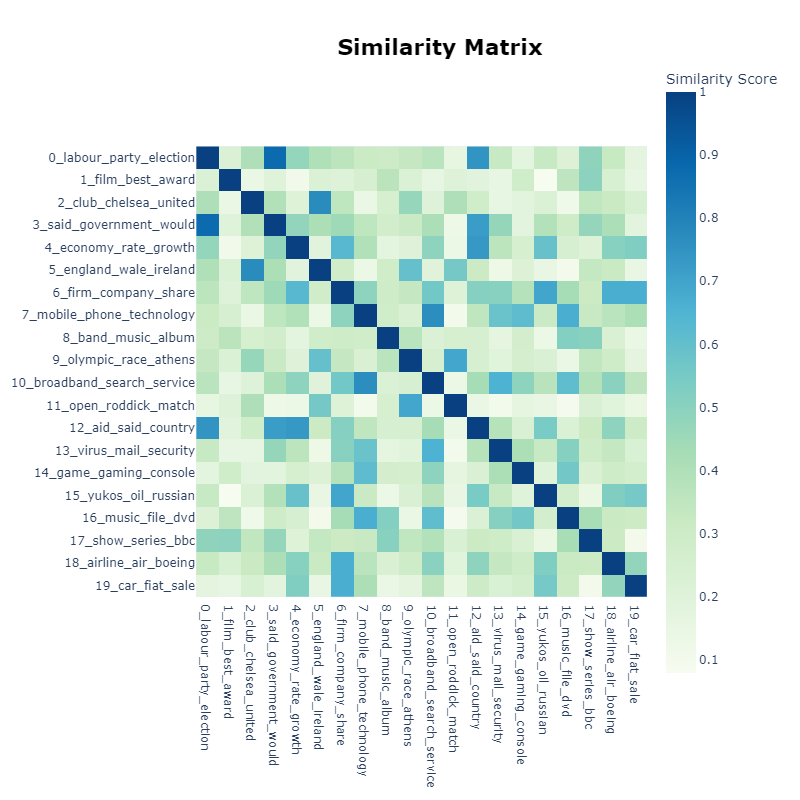 Similarity Matrix
Similarity Score
1
0.9
0.8
0.7
0.6
0.5
0.4
0.3
0.2
0.1
0_labour_party_election
1_film_best_award
2_club_chelsea_united
3_said_government_would
4_economy_rate_growth
5_england_wale_ireland
6_firm_company_share
7_mobile_phone_technology
8_band_music_album
9_olympic_race_athens
10_broadband_search_service
11_open_roddick_match
12_aid_said_country
13_virus_mail_security
14_game_gaming_console
15_yukos_oil_russian
16_music_file_dvd
17_show_series_bbc
18_airline_air_boeing
19_car_fiat_sale
0_labour_party_election
1_film_best_award
2_club_chelsea_united
3_said_government_would
4_economy_rate_growth
5_england_wale_ireland
6_firm_company_share
7_mobile_phone_technology
8_band_music_album
9_olympic_race_athens
10_broadband_search_service
11_open_roddick_match
12_aid_said_country
13_virus_mail_security
14_game_gaming_console
15_yukos_oil_russian
16_music_file_dvd
17_show_series_bbc
18_airline_air_boeing
19_car_fiat_sale